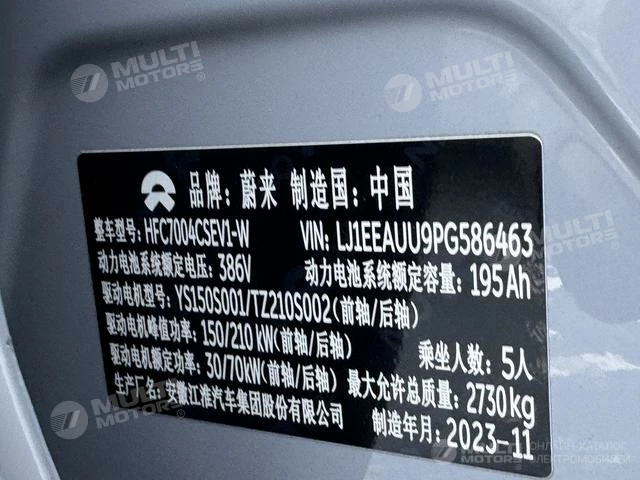 MULTI MOTORS®
MULTI MOTORS®
品牌: 蔚来 制造国: 中国
整车型号: HFC7004CSEV1-W VIN: LJ1EEAUU9PG586463
动力电池系统额定电压: 386V 动力电池系统额定容量: 195Ah
驱动电机型号: YS150S001/TZ210S002(前轴/后轴)
驱动电机峰值功率: 150/210kW(前轴/后轴)
驱动电机额定功率: 30/70kW(前轴/后轴) 乘坐人数: 5人
生产厂名: 安徽江淮汽车集团股份有限公司 最大允许总质量: 2730kg
制造年月: 2023-11
MULTI MOTORS®
ОНЛАЙН-КАТАЛОГ
ЭЛЕКТРОМОБИЛЕЙ